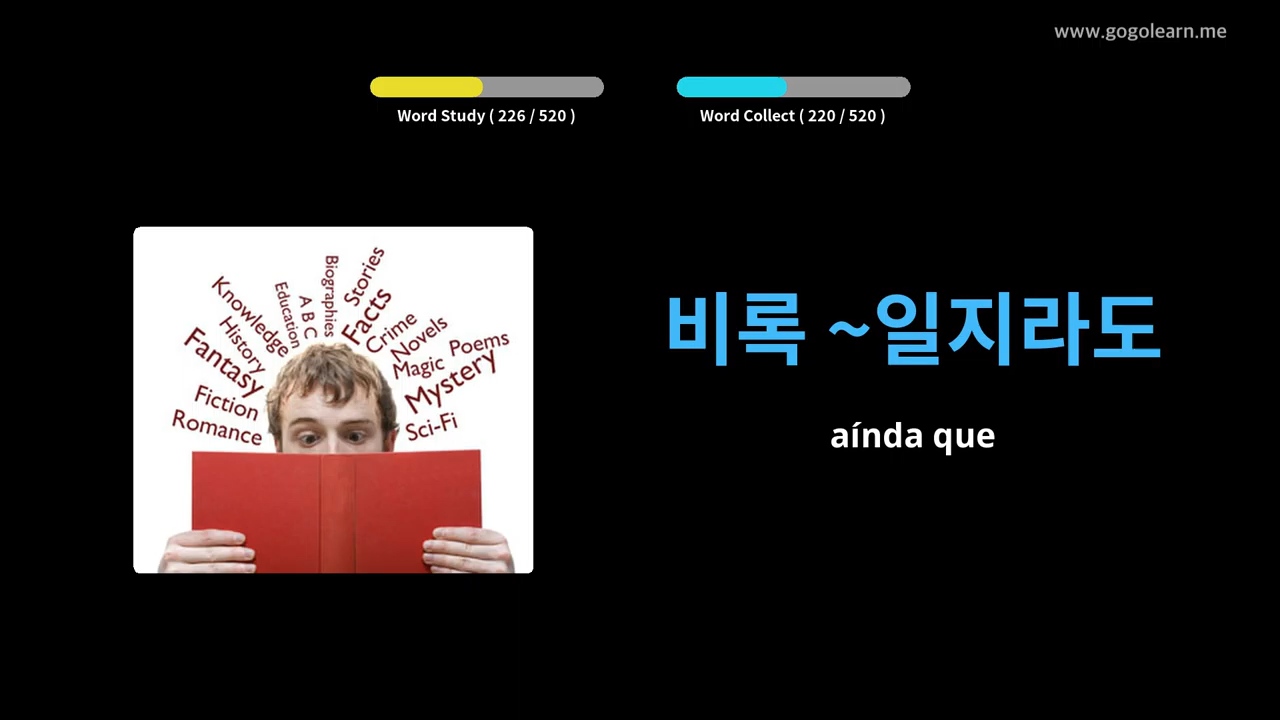 www.gogolearn.me
Word Study ( 226 / 520 )
Word Collect ( 220 / 520 )
Biographies
Stories
Facts
Education
A B C
Knowledge
Crime
Novels
History
Poems
Fantasy
Magic
Mystery
Fiction
Sci-Fi
Romance
비록 ~일지라도
aínda que